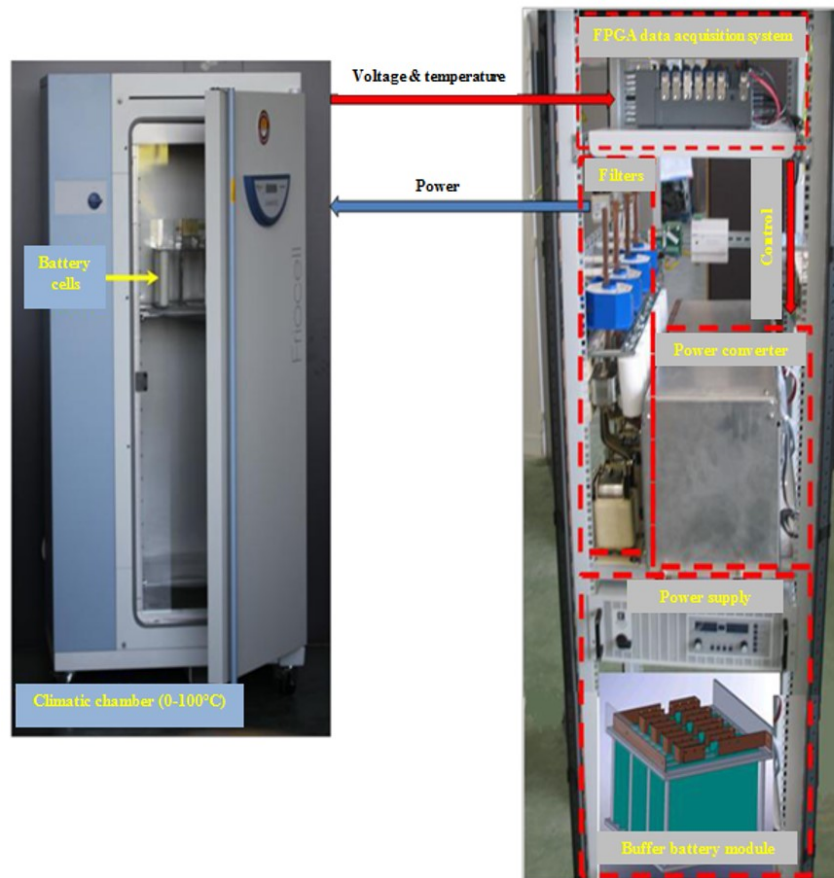 FPGA data acquisition system
Voltage & temperature
Filters
Power
Control
Battery
cells
Friocell
Power converter
Power supply
Climatic chamber (0-100°C)
Buffer battery module